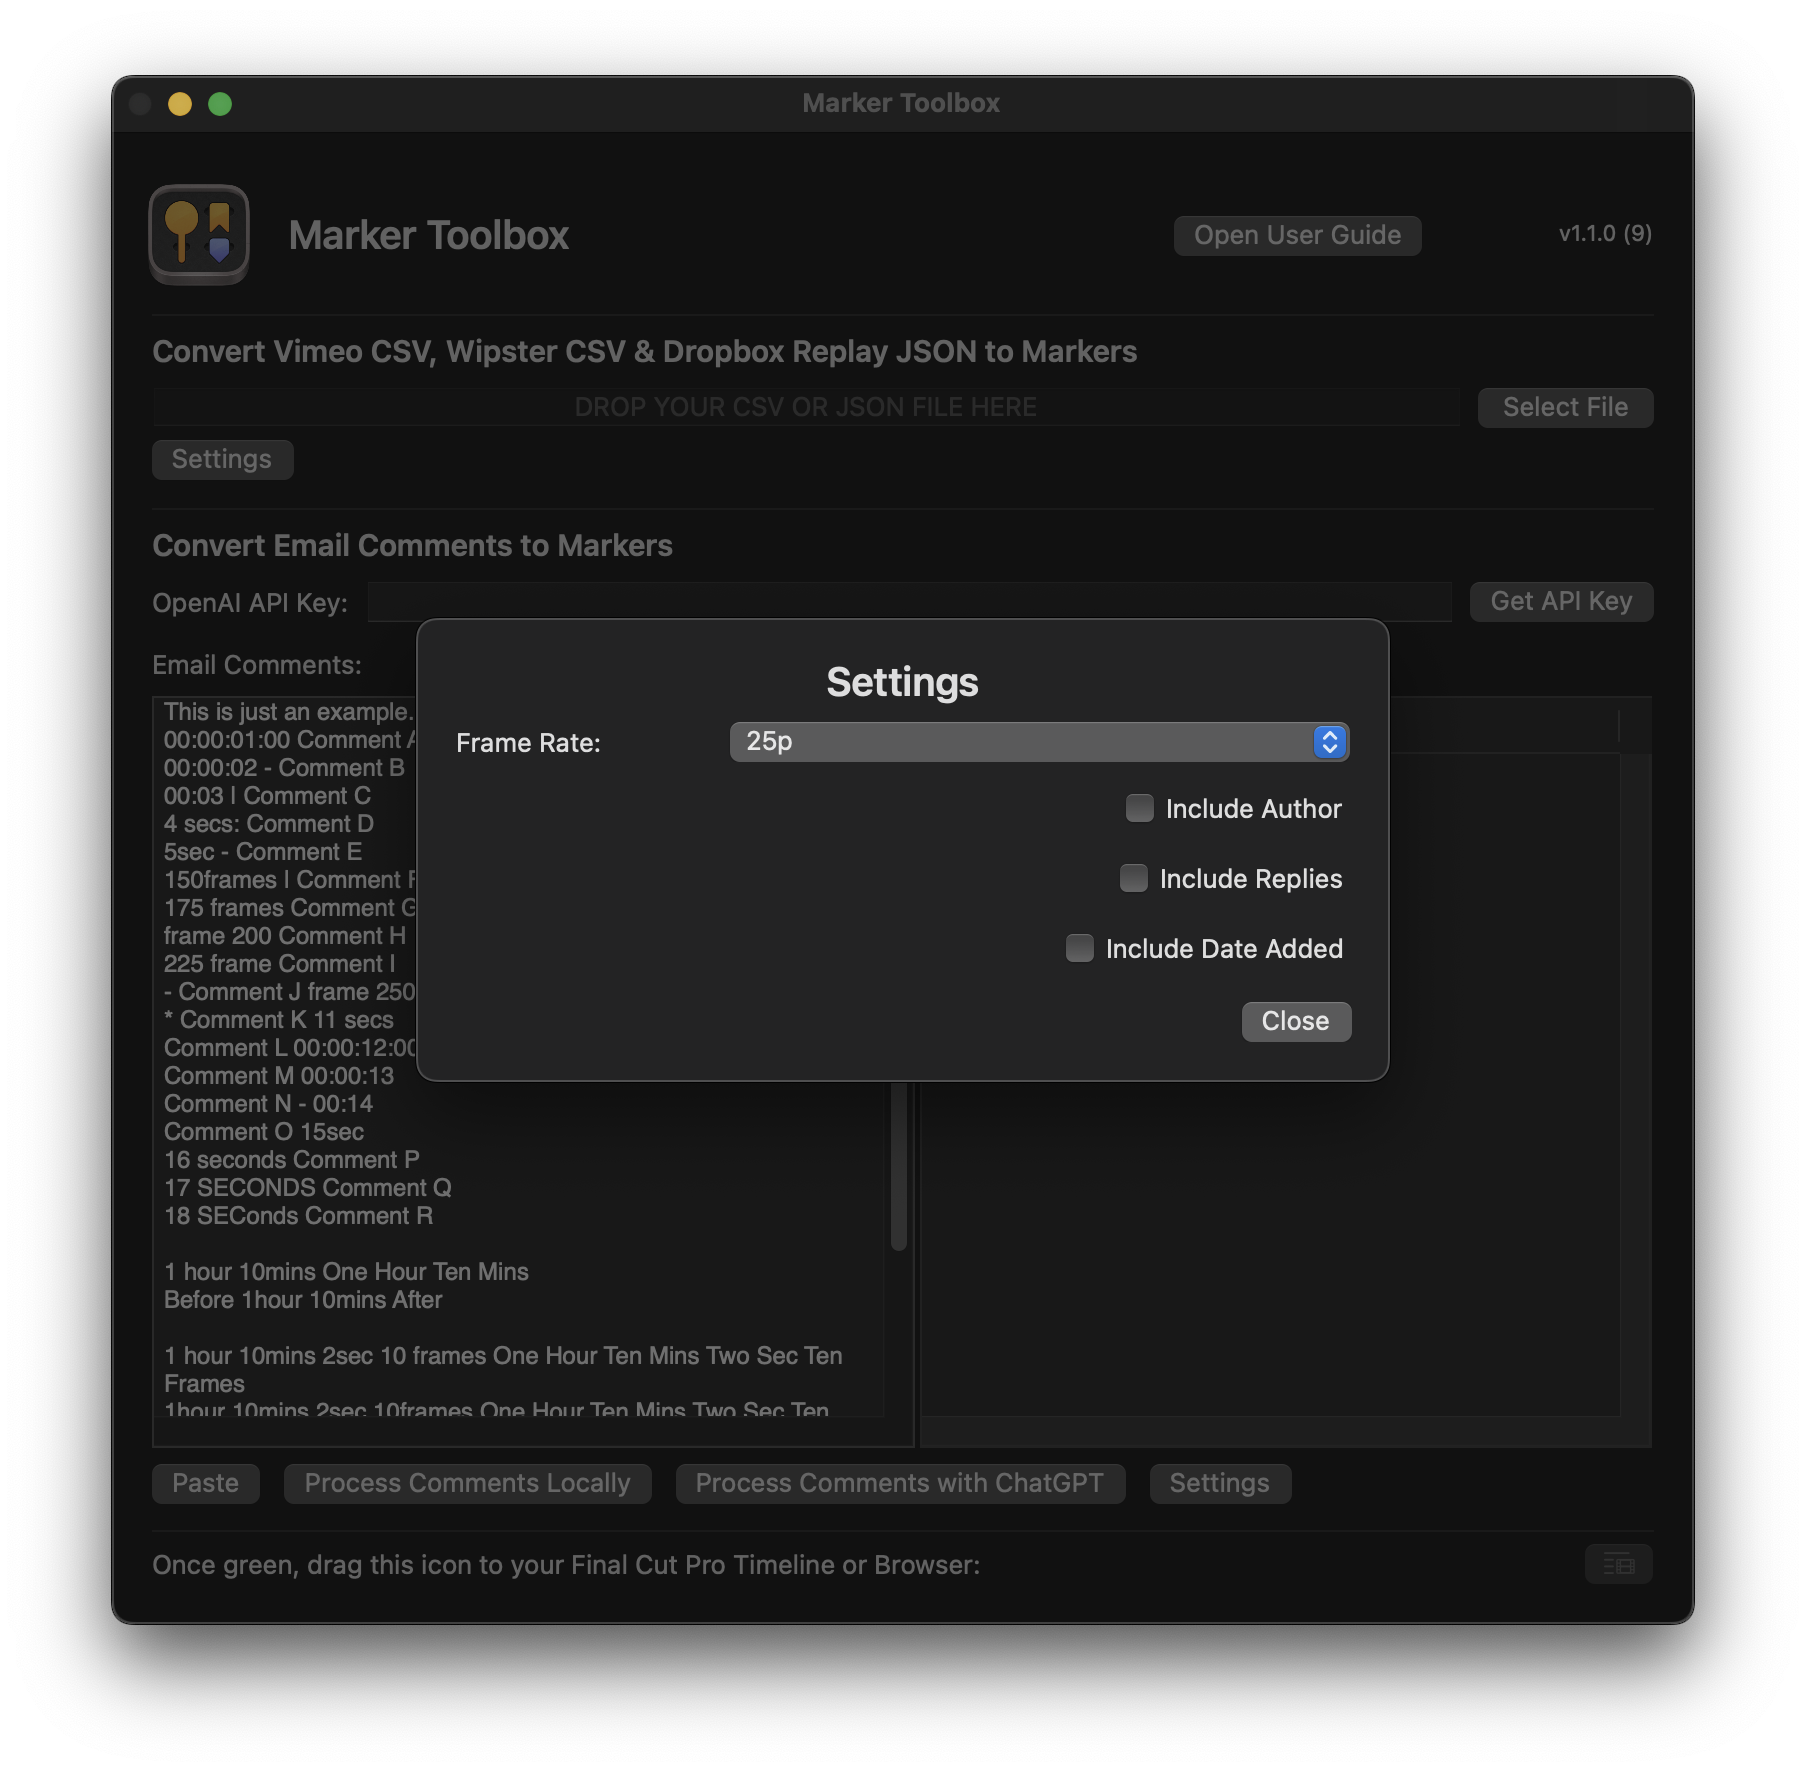 Marker Toolbox
Marker Toolbox
Open User Guide
v1.1.0 (9)
Convert Vimeo CSV, Wipster CSV & Dropbox Replay JSON to Markers
DROP YOUR CSV OR JSON FILE HERE
Select File
Settings
Convert Email Comments to Markers
OpenAI API Key:
Get API Key
Email Comments:
This is just an example.
00:00:01:00 Comment A
00:00:02 - Comment B
00:03 | Comment C
4 secs: Comment D
5sec - Comment E
150frames | Comment F
175 frames Comment G
frame 200 Comment H
225 frame Comment I
- Comment J frame 250
* Comment K 11 secs
Comment L 00:00:12:00
Comment M 00:00:13
Comment N - 00:14
Comment O 15sec
16 seconds Comment P
17 SECONDS Comment Q
18 SEConds Comment R
1 hour 10mins One Hour Ten Mins
Before 1hour 10mins After
1 hour 10mins 2sec 10 frames One Hour Ten Mins Two Sec Ten
Frames
1hour 10mins 2sec 10frames One Hour Ten Mins Two Sec Ten
Settings
Frame Rate:
25p
Include Author
Include Replies
Include Date Added
Close
Paste
Process Comments Locally
Process Comments with ChatGPT
Settings
Once green, drag this icon to your Final Cut Pro Timeline or Browser: